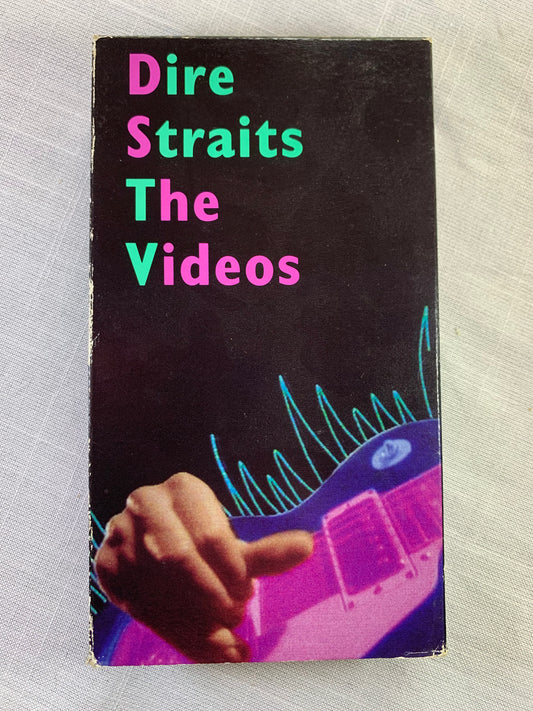 Dire
Straits
The
Videos